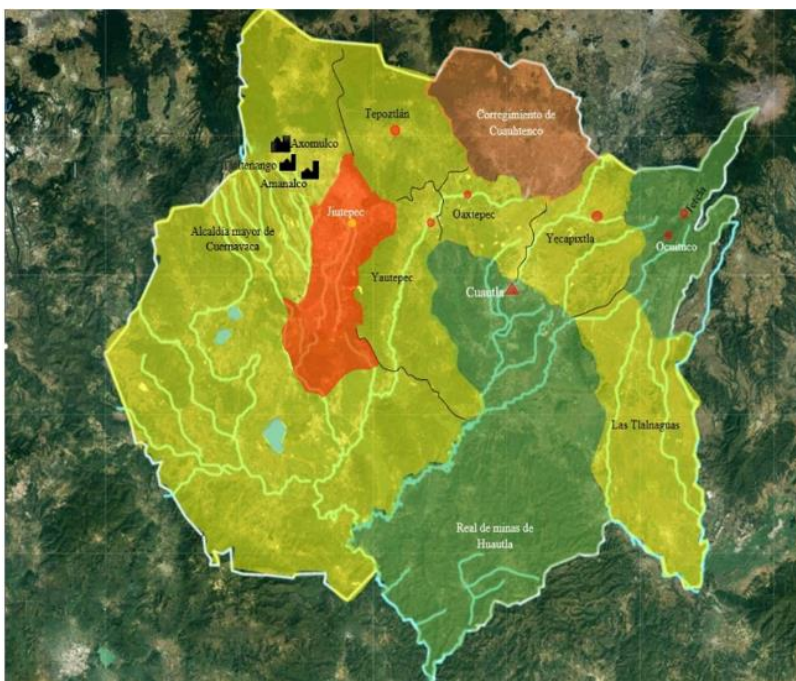 Tepoztlán
Corregimiento de
Cuauhtenco
Axomulco
Amanalco
Jiutepec
Oaxtepec
Alcaldía mayor de
Cuernavaca
Yecapixtla
Ocuituco
Yautepec
Cuautla
Las Tlalnaguas
Real de minas de
Huautla